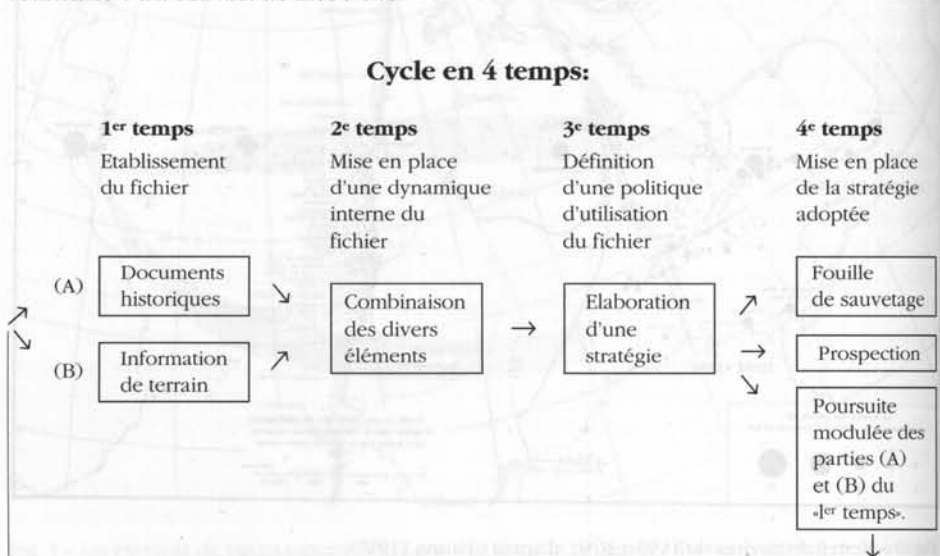 Cycle en 4 temps:
1er temps
Etablissement
du fichier
2e temps
Mise en place
d'une dynamique
interne du
fichier
3e temps
Définition
d'une politique
d'utilisation
du fichier
4e temps
Mise en place
de la stratégie
adoptée
(A)
Documents
historiques
(B)
Information
de terrain
Combinaison
des divers
éléments
Elaboration
d'une
stratégie
Fouille
de sauvetage
Prospection
Poursuite
modulée des
parties (A)
et (B) du
«1er temps».